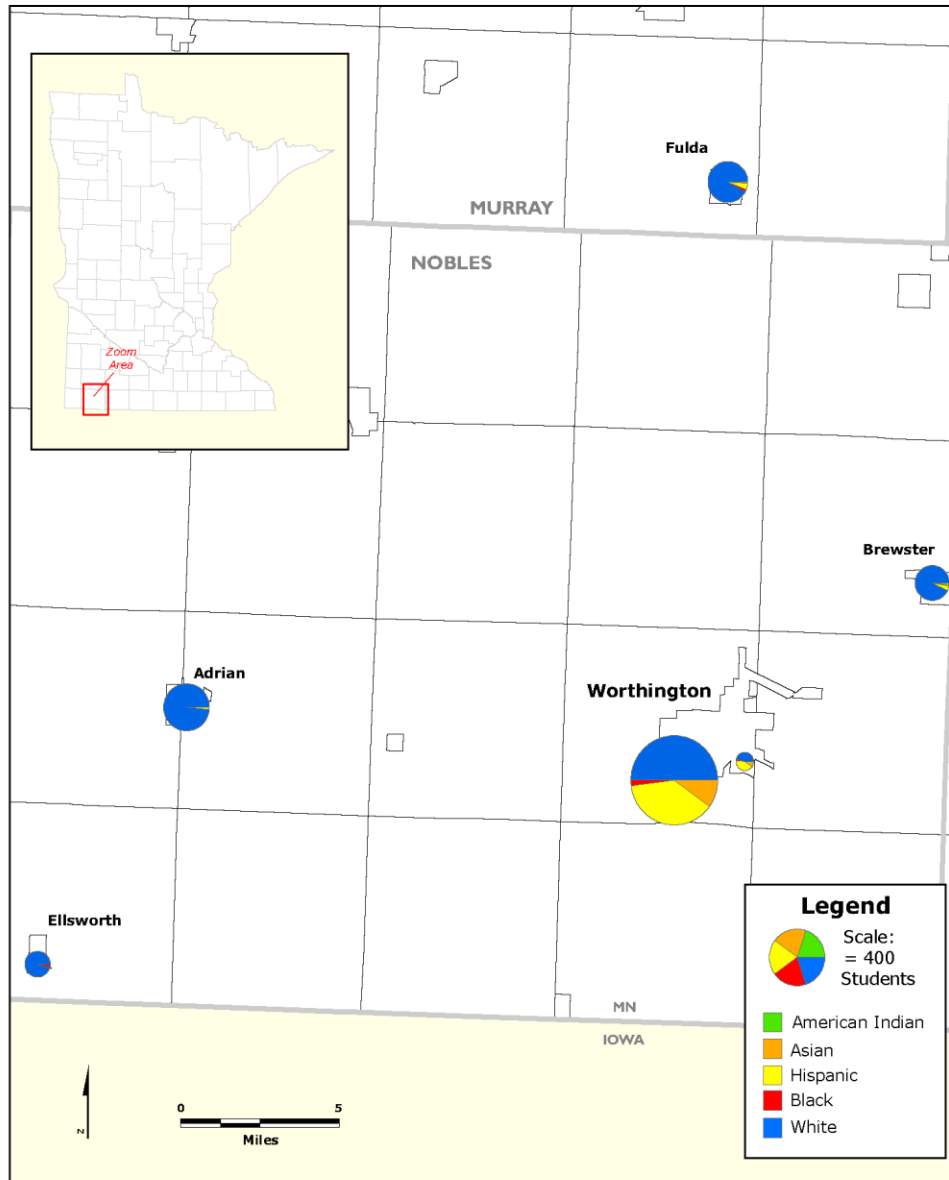 Fulda
MURRAY
NOBLES
Zoom
Area
Brewster
Adrian
Worthington
Ellsworth
Legend
Scale:
= 400
Students
American Indian
Asian
Hispanic
Black
White
MN
IOWA
0 5
Miles
N